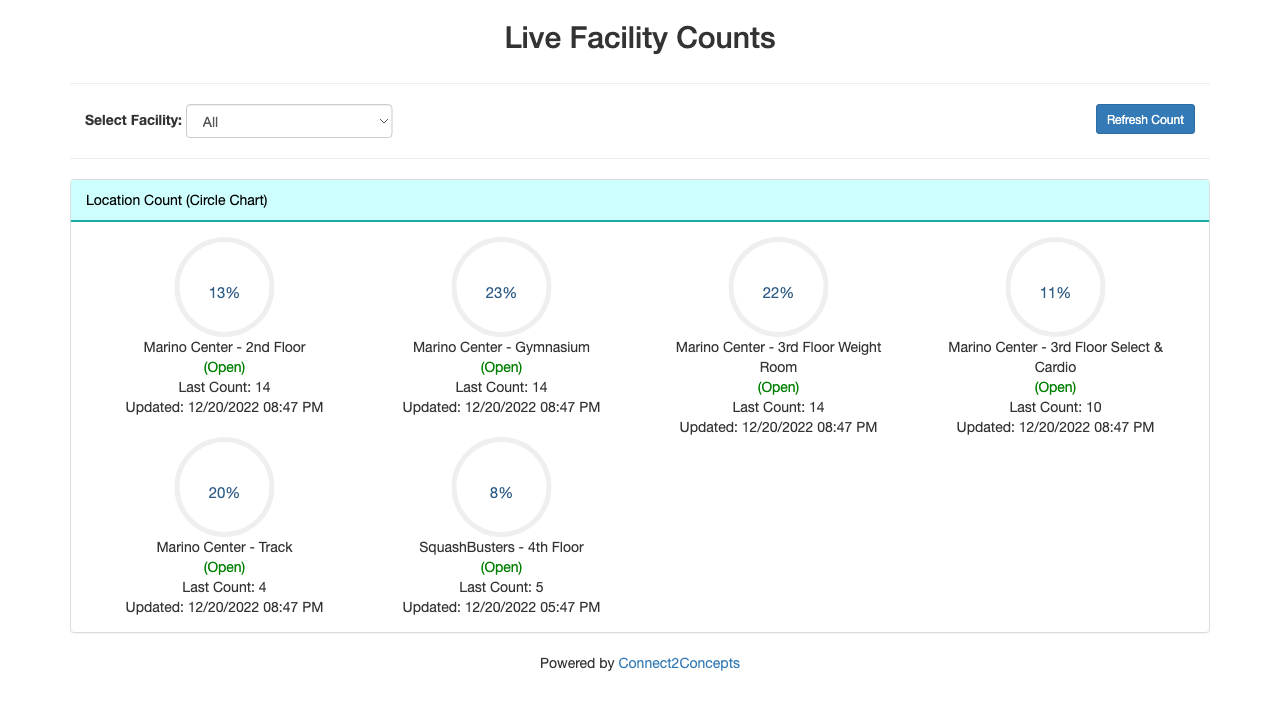 Live Facility Counts
Select Facility: All
Refresh Count
Location Count (Circle Chart)
13%
Marino Center - 2nd Floor
(Open)
Last Count: 14
Updated: 12/20/2022 08:47 PM
23%
Marino Center - Gymnasium
(Open)
Last Count: 14
Updated: 12/20/2022 08:47 PM
22%
Marino Center - 3rd Floor Weight
Room
(Open)
Last Count: 14
Updated: 12/20/2022 08:47 PM
11%
Marino Center - 3rd Floor Select &
Cardio
(Open)
Last Count: 10
Updated: 12/20/2022 08:47 PM
20%
Marino Center - Track
(Open)
Last Count: 4
Updated: 12/20/2022 08:47 PM
8%
SquashBusters - 4th Floor
(Open)
Last Count: 5
Updated: 12/20/2022 05:47 PM
Powered by Connect2Concepts